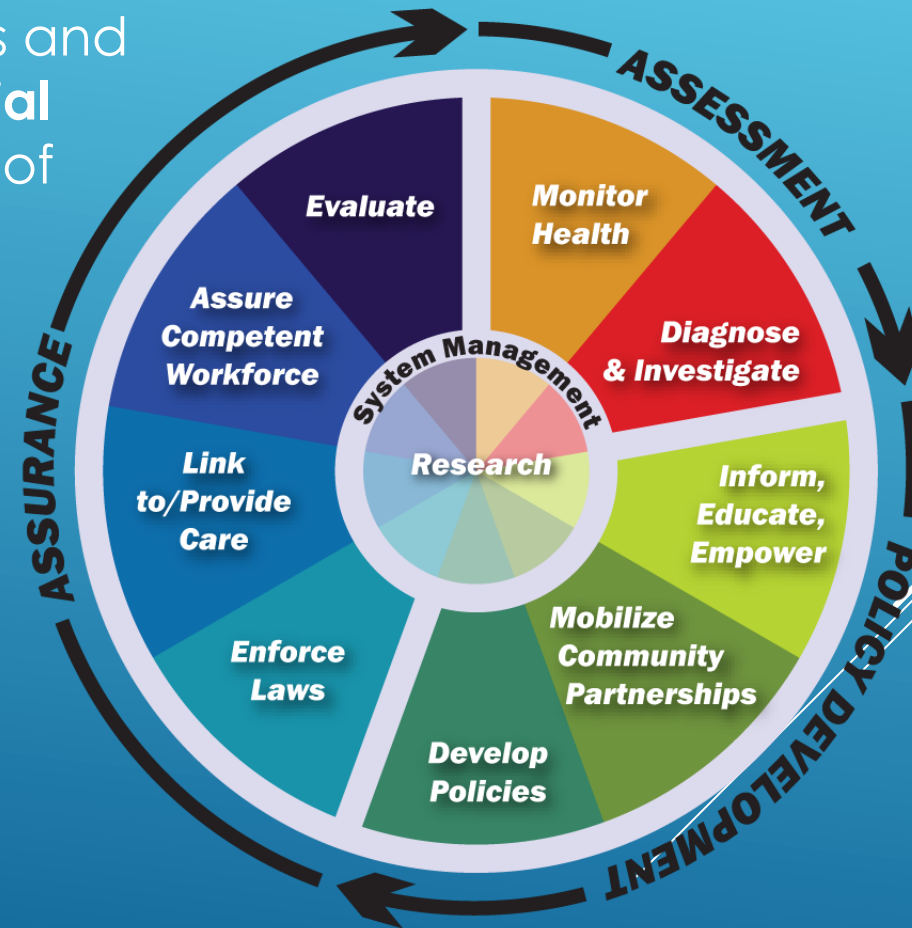 s and
ial
of
ASSESSMENT
Monitor
Health
Diagnose
& Investigate
Inform,
Educate,
Empower
POLICY DEVELOPMENT
Mobilize
Community
Partnerships
Develop
Policies
Enforce
Laws
Link
to/Provide
Care
Assure
Competent
Workforce
Evaluate
ASSURANCE
System Management
Research